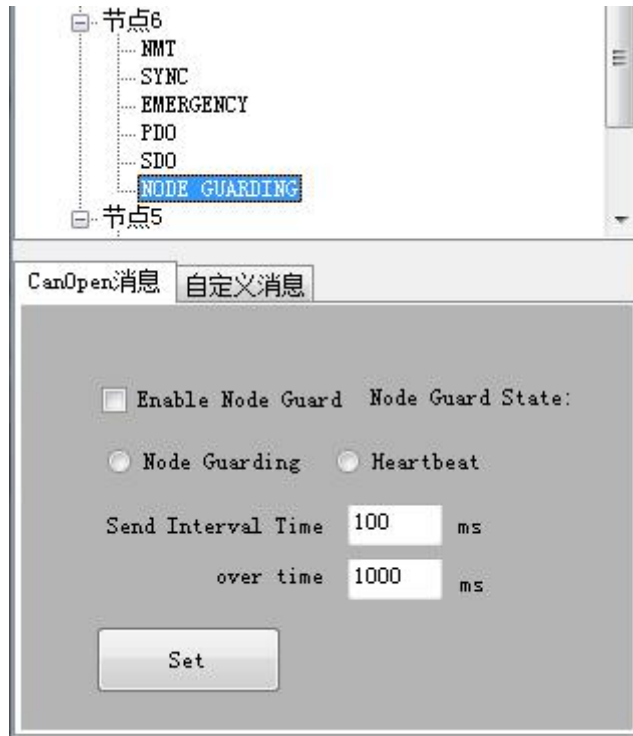 节点6
NMT
SYNC
EMERGENCY
PDO
SDO
NODE GUARDING
节点5
CanOpen消息 自定义消息
Enable Node Guard Node Guard State:
Node Guarding Heartbeat
Send Interval Time 100 ms
over time 1000 ms
Set